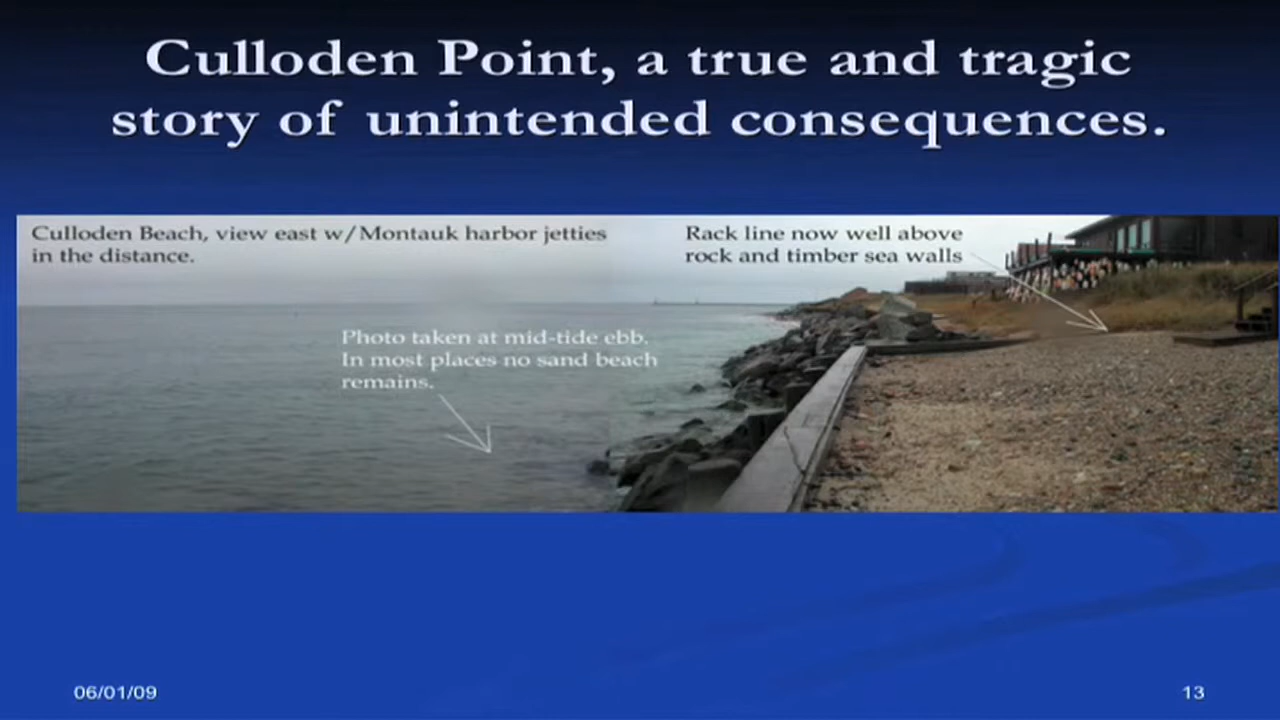 Culloden Point, a true and tragic
story of unintended consequences.
Culloden Beach, view east w/Montauk harbor jetties
in the distance.
Rack line now well above
rock and timber sea walls
Photo taken at mid-tide ebb.
In most places no sand beach
remains.
06/01/09
13